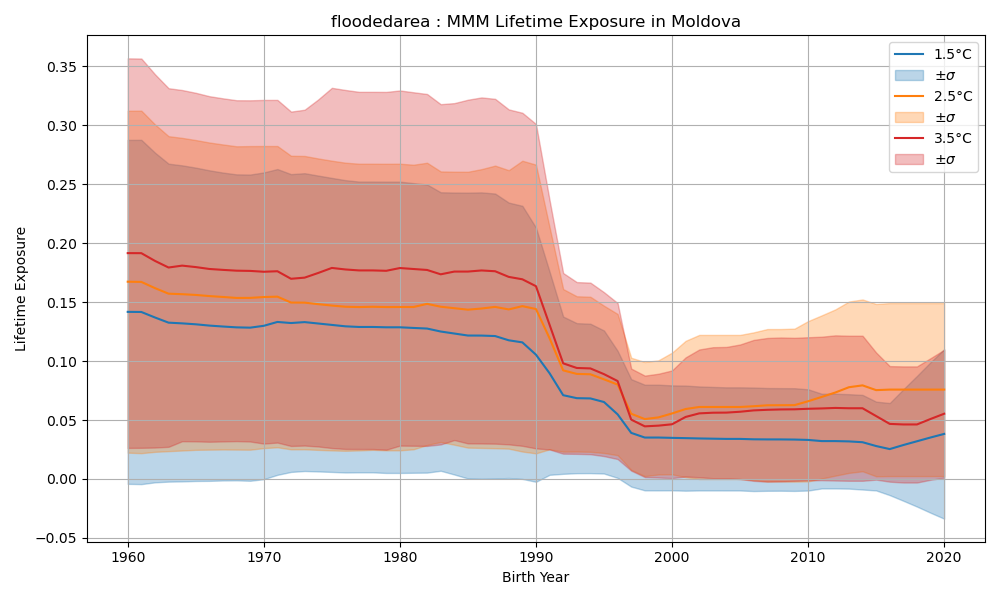 floodedarea : MMM Lifetime Exposure in Moldova
0.35
0.30
0.25
0.20
0.15
0.10
0.05
0.00
−0.05
Lifetime Exposure
1960
1970
1980
1990
2000
2010
2020
Birth Year
1.5°C
±σ
2.5°C
±σ
3.5°C
±σ